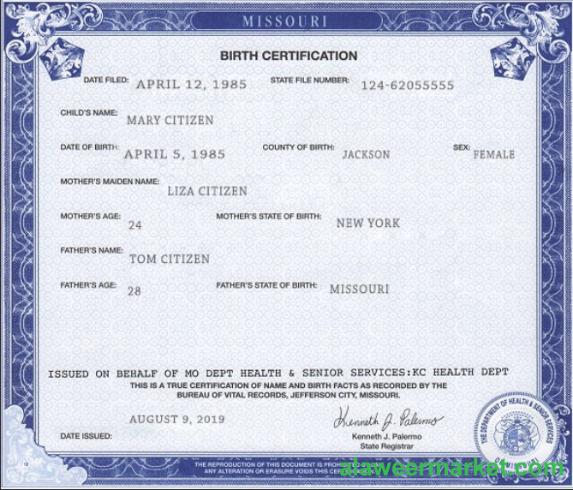 MISSOURI
BIRTH CERTIFICATION
DATE FILED: APRIL 12, 1985 STATE FILE NUMBER: 124-62055555
CHILD'S NAME: MARY CITIZEN
DATE OF BIRTH: APRIL 5, 1985 COUNTY OF BIRTH: JACKSON SEX: FEMALE
MOTHER'S MAIDEN NAME: LIZA CITIZEN
MOTHER'S AGE: 24 MOTHER'S STATE OF BIRTH: NEW YORK
FATHER'S NAME: TOM CITIZEN
FATHER'S AGE: 28 FATHER'S STATE OF BIRTH: MISSOURI
ISSUED ON BEHALF OF MO DEPT HEALTH & SENIOR SERVICES:KC HEALTH DEPT
THIS IS A TRUE CERTIFICATION OF NAME AND BIRTH FACTS AS RECORDED BY THE
BUREAU OF VITAL RECORDS, JEFFERSON CITY, MISSOURI.
AUGUST 9, 2019 Kenneth J. Palermo
DATE ISSUED: Kenneth J. Palermo
State Registrar
THE DEPARTMENT OF HEALTH & SENIOR SERVICES
THE REPRODUCTION OF THIS DOCUMENT IS
ANY ALTERATION OR ERASURE VOIDS THIS
alaweermarket.com